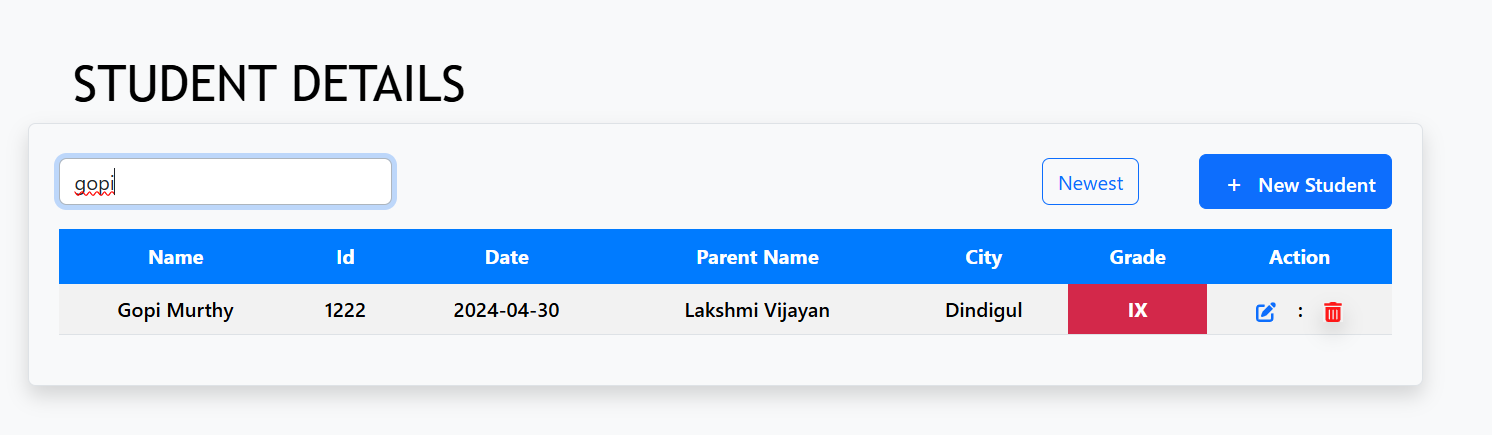 STUDENT DETAILS
gopi
Newest
+ New Student
Name Id Date Parent Name City Grade Action
Gopi Murthy 1222 2024-04-30 Lakshmi Vijayan Dindigul IX :